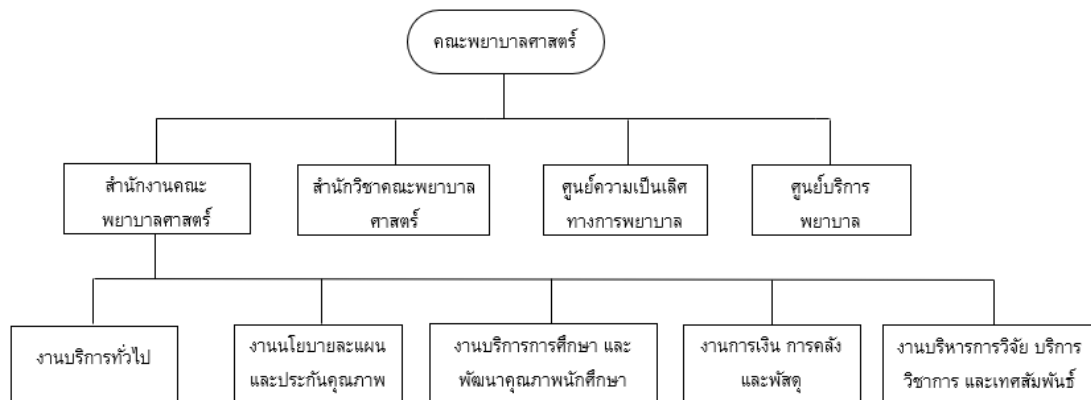 คณะพยาบาลศาสตร์
สำนักงานคณะ
พยาบาลศาสตร์
สำนักวิชาคณะพยาบาล
ศาสตร์
ศูนย์ความเป็นเลิศ
ทางการพยาบาล
ศูนย์บริการ
พยาบาล
งานบริการทั่วไป
งานนโยบายละแผน
และประกันคุณภาพ
งานบริการการศึกษา และ
พัฒนาคุณภาพนักศึกษา
งานการเงิน การคลัง
และพัสดุ
งานบริหารการวิจัย บริการ
วิชาการ และเทศสัมพันธ์